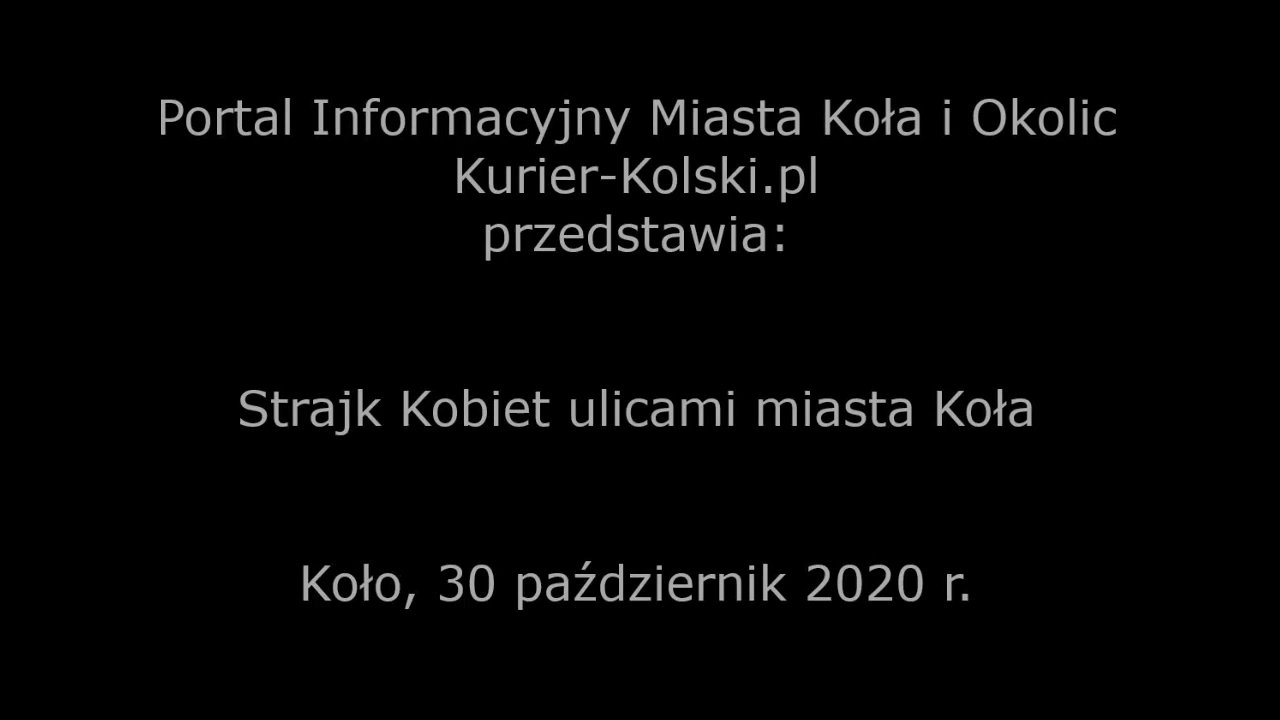 Portal Informacyjny Miasta Koła i Okolic
Kurier-Kolski.pl
przedstawia:
Strajk Kobiet ulicami miasta Koła
Koło, 30 październik 2020 r.